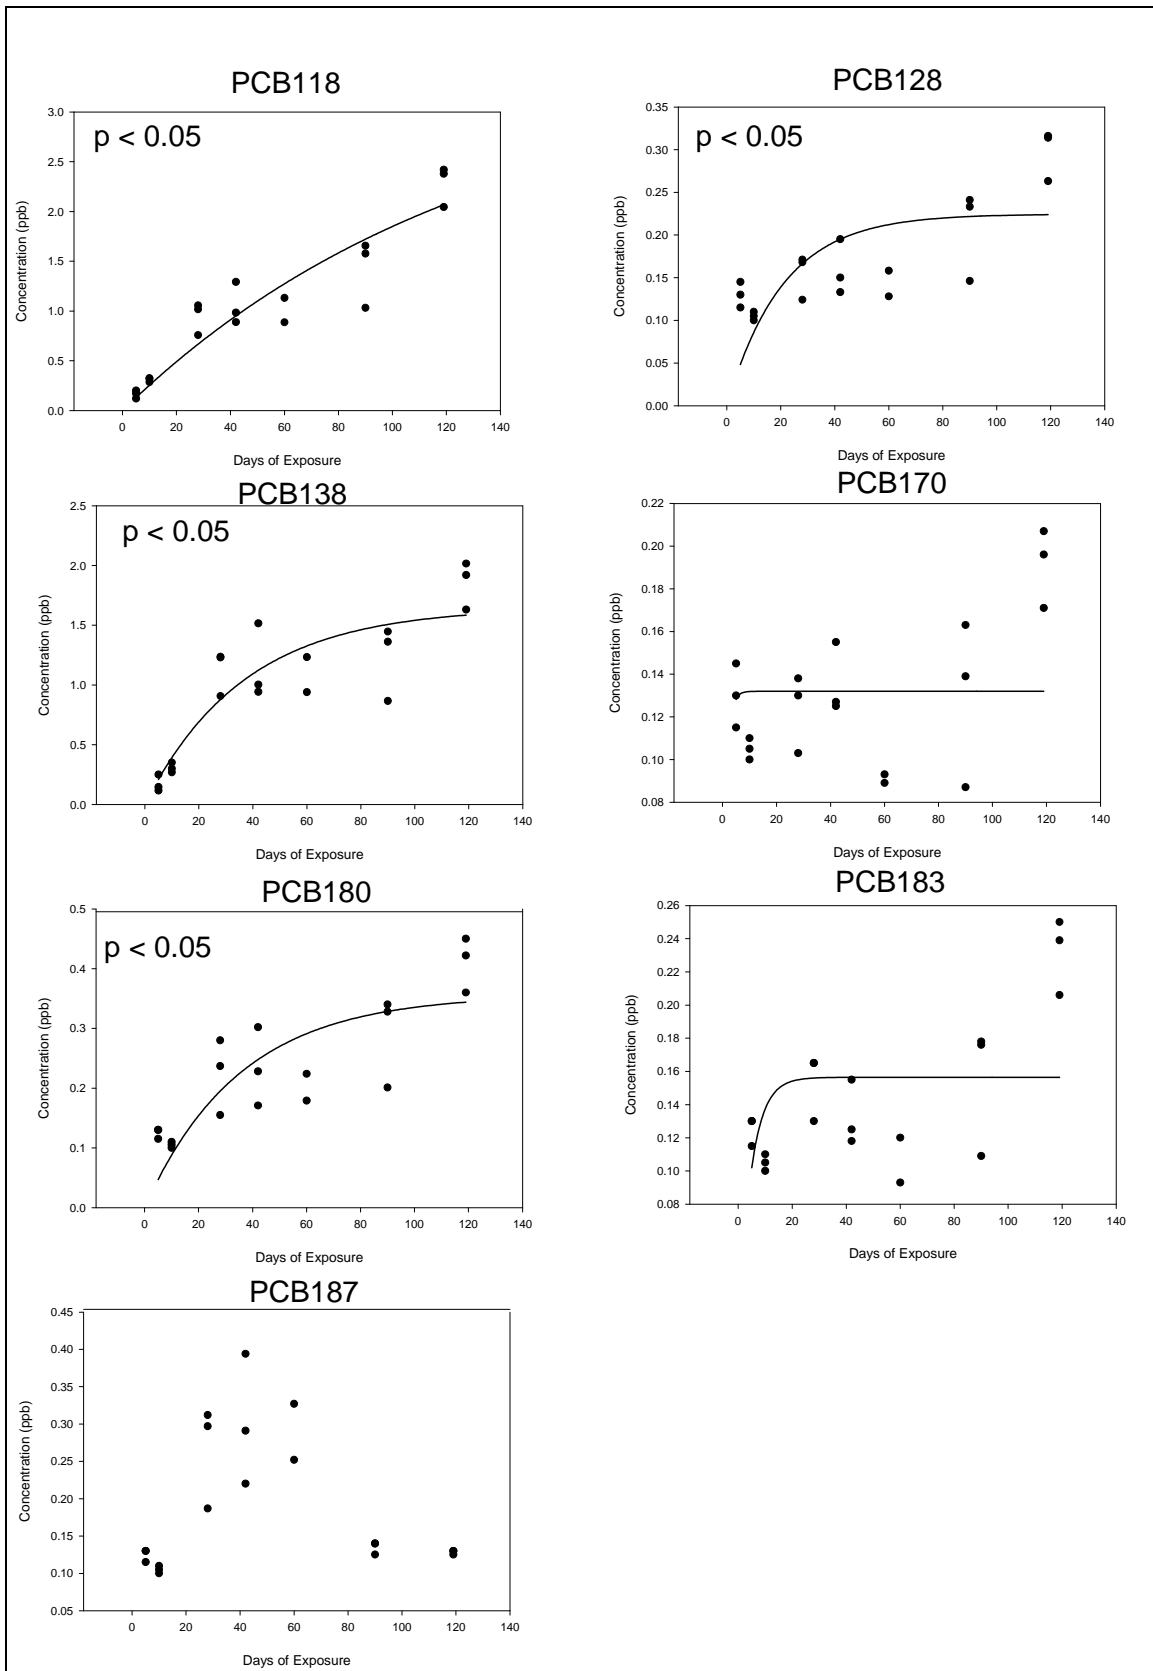 PCB118
p < 0.05
3.0
2.5
2.0
1.5
1.0
0.5
0.0
Concentration (ppb)
0 20 40 60 80 100 120 140
Days of Exposure
PCB128
p < 0.05
0.35
0.30
0.25
0.20
0.15
0.10
0.05
0.00
Concentration (ppb)
0 20 40 60 80 100 120 140
Days of Exposure
PCB138
p < 0.05
2.5
2.0
1.5
1.0
0.5
0.0
Concentration (ppb)
0 20 40 60 80 100 120 140
Days of Exposure
PCB170
0.22
0.20
0.18
0.16
0.14
0.12
0.10
0.08
Concentration (ppb)
0 20 40 60 80 100 120 140
Days of Exposure
PCB180
p < 0.05
0.5
0.4
0.3
0.2
0.1
0.0
Concentration (ppb)
0 20 40 60 80 100 120 140
Days of Exposure
PCB183
0.26
0.24
0.22
0.20
0.18
0.16
0.14
0.12
0.10
0.08
Concentration (ppb)
0 20 40 60 80 100 120 140
Days of Exposure
PCB187
0.45
0.40
0.35
0.30
0.25
0.20
0.15
0.10
0.05
Concentration (ppb)
0 20 40 60 80 100 120 140
Days of Exposure